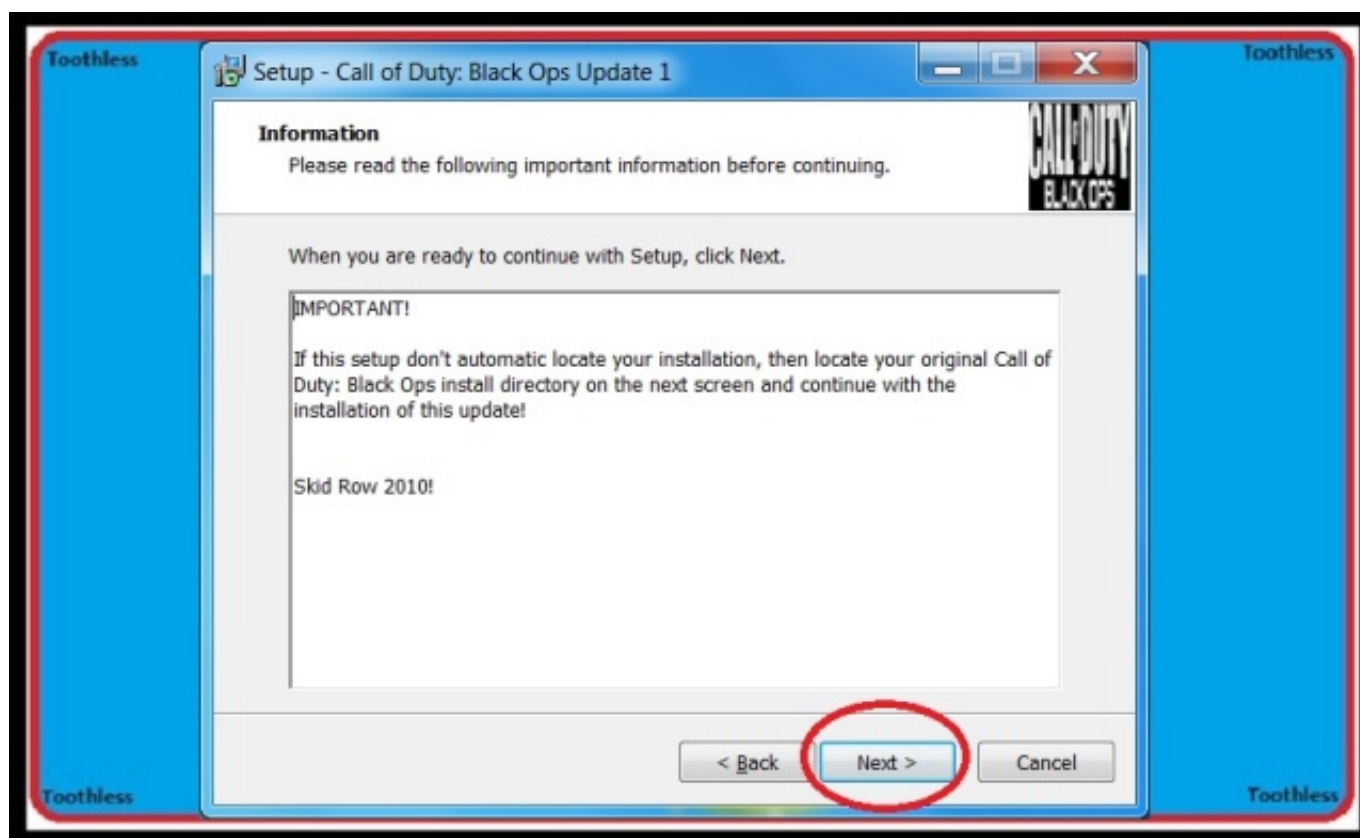 Toothless
Toothless
Setup - Call of Duty: Black Ops Update 1
Information
Please read the following important information before continuing.
CALL OF DUTY
BLACK OPS
When you are ready to continue with Setup, click Next.
IMPORTANT!
If this setup don't automatic locate your installation, then locate your original Call of
Duty: Black Ops install directory on the next screen and continue with the
installation of this update!
Skid Row 2010!
< Back
Next >
Cancel
Toothless
Toothless